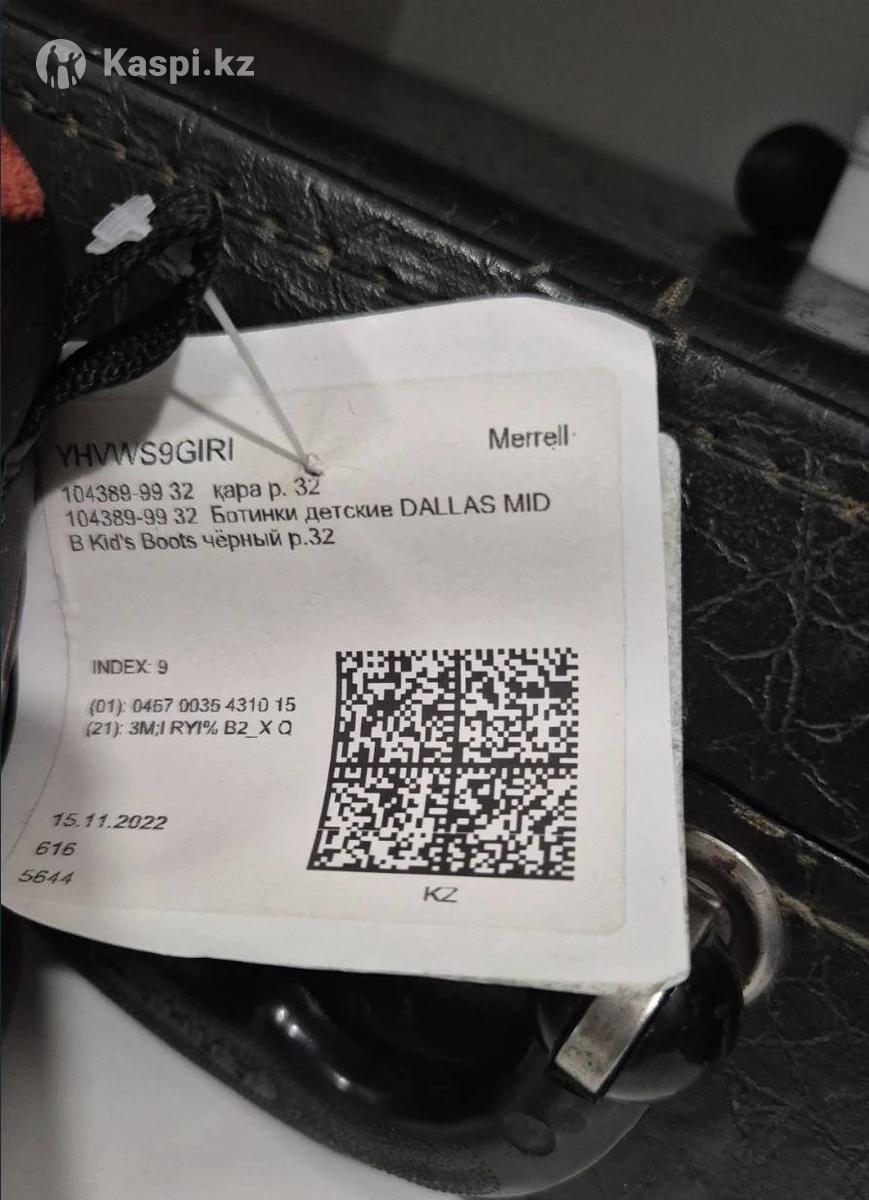 Kaspi.kz
YHVWS9GIRI
Merrell
104389-99 32 қара р. 32
104389-99 32 Ботинки детские DALLAS MID
B Kid's Boots чёрный р.32
INDEX: 9
(01): 0467 0036 4310 15
(21): 3M;I RYI% B2_X Q
15.11.2022
616
5644
KZ